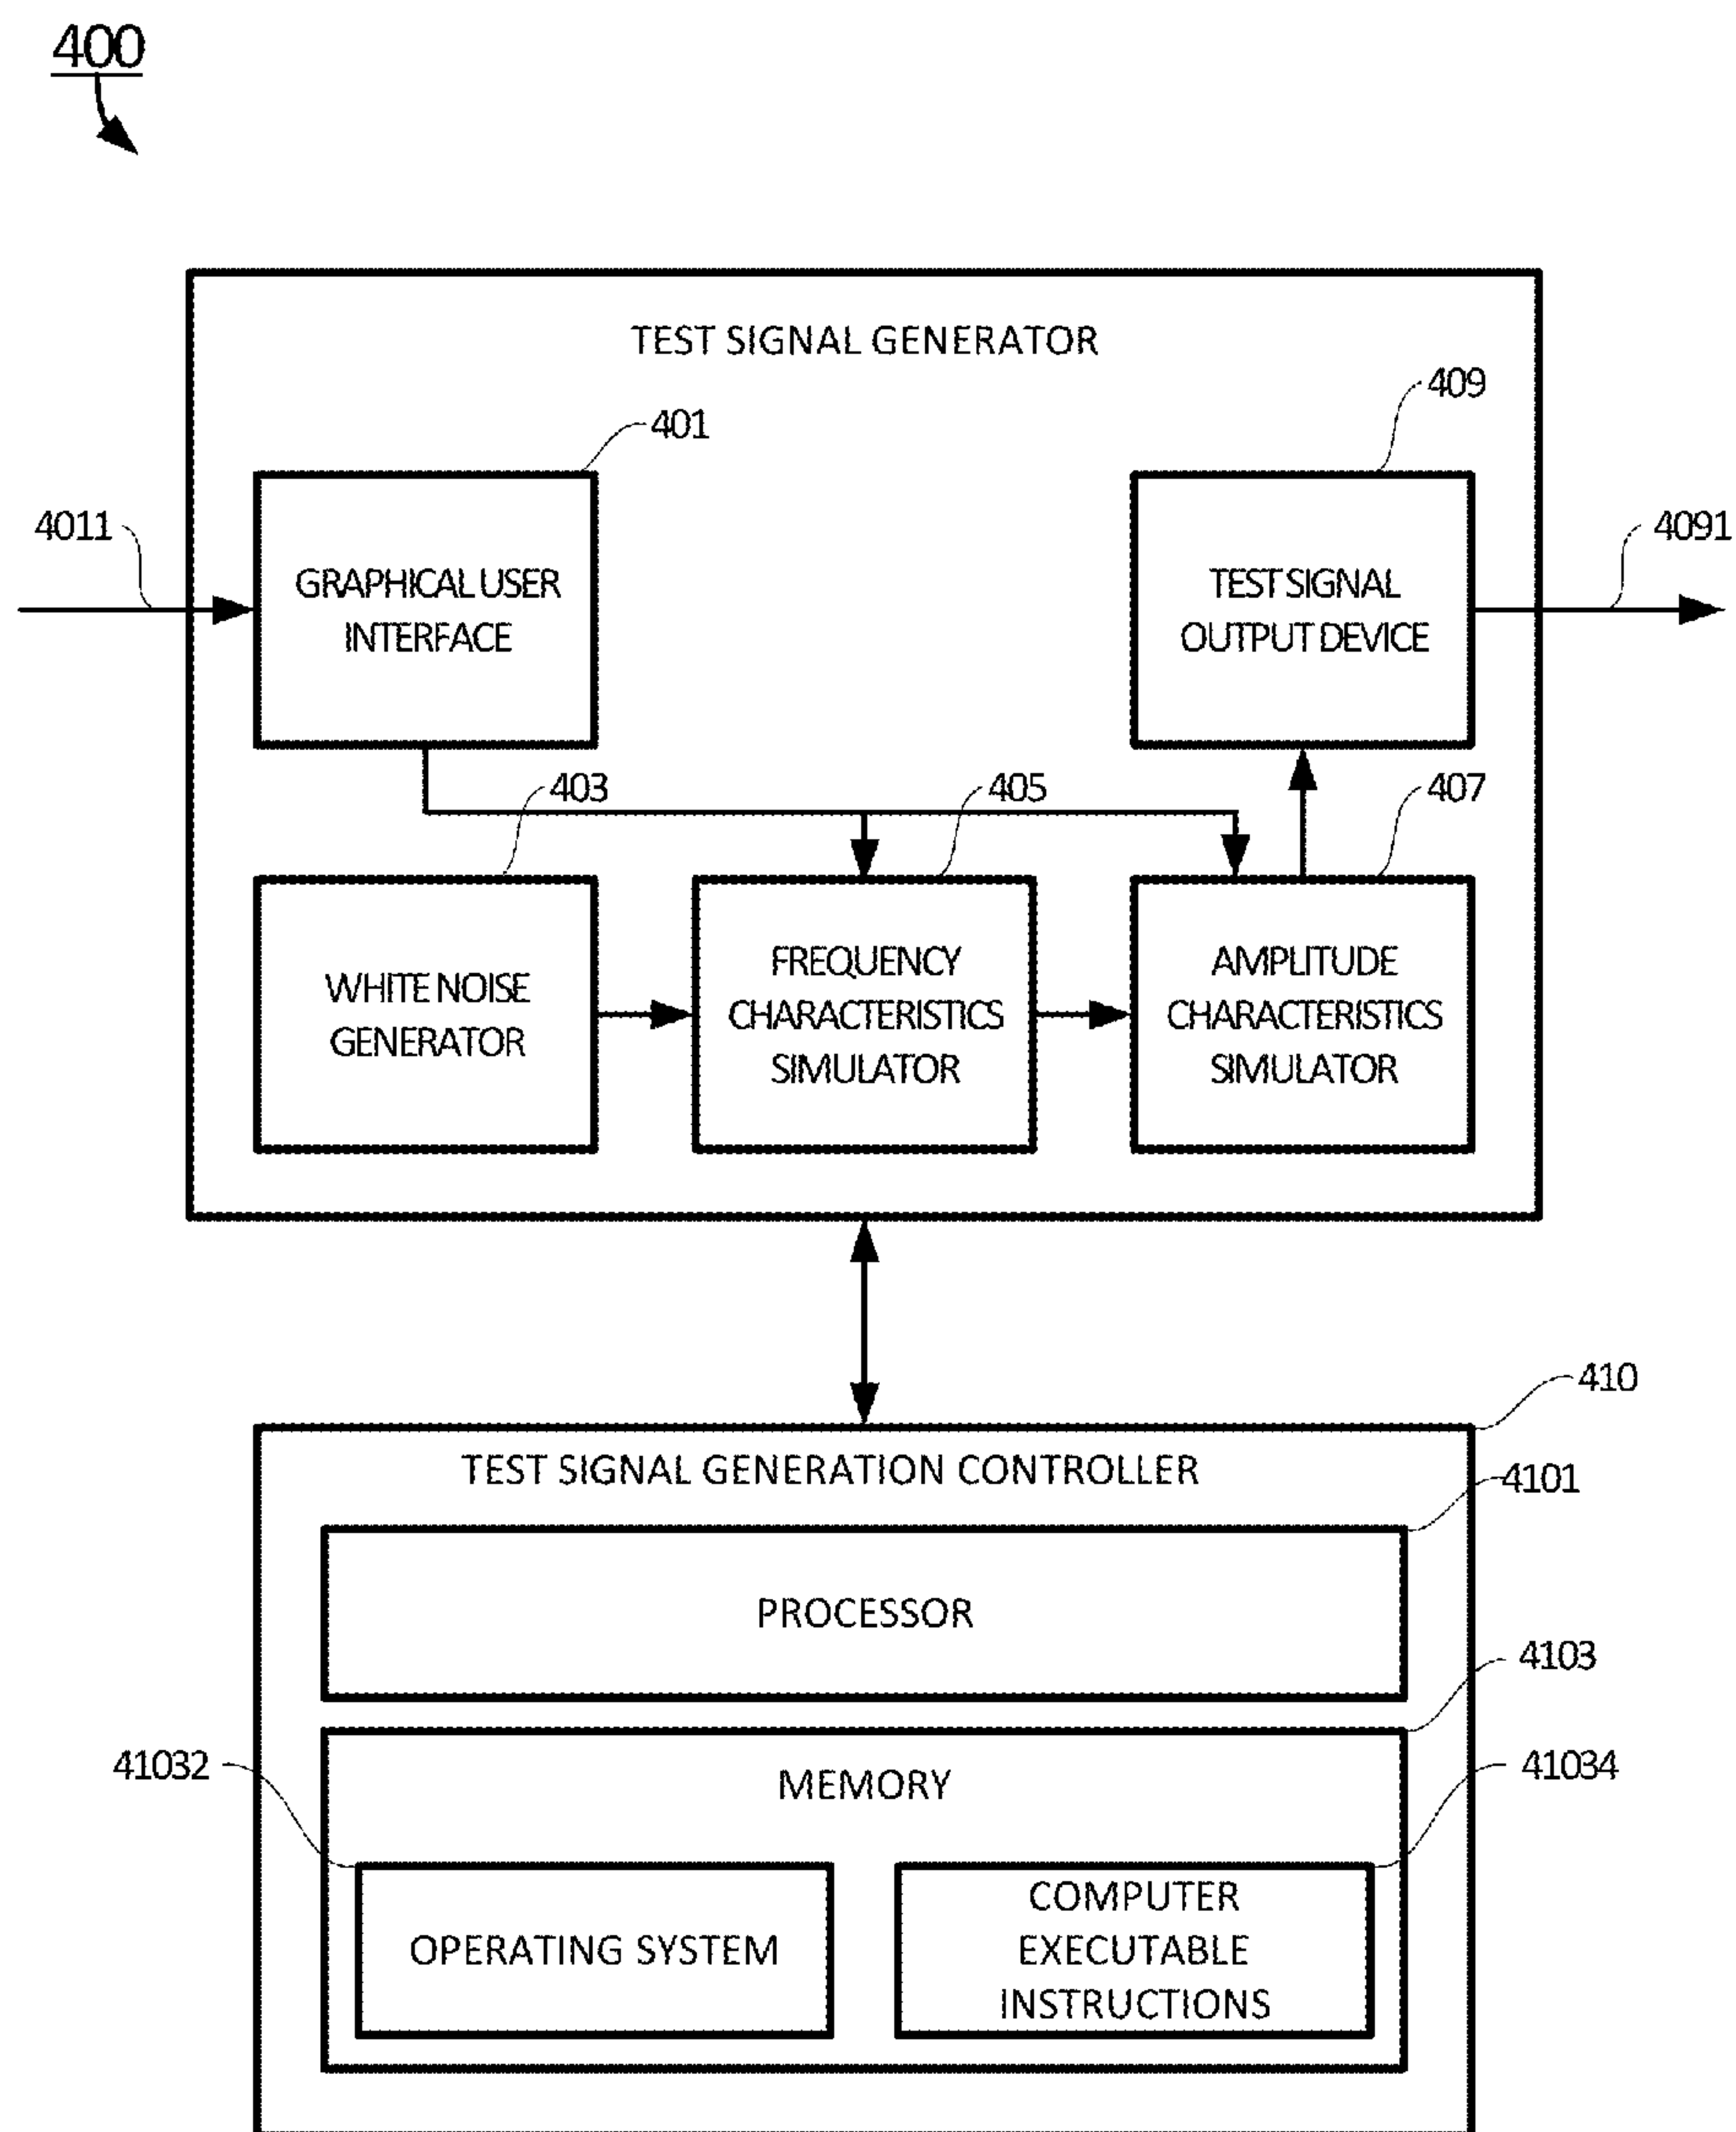 400
TEST SIGNAL GENERATOR
409
401
4011
4091
GRAPHICAL USER
INTERFACE
TEST SIGNAL
OUTPUT DEVICE
403
405
407
WHITE NOISE
GENERATOR
FREQUENCY
CHARACTERISTICS
SIMULATOR
AMPLITUDE
CHARACTERISTICS
SIMULATOR
410
TEST SIGNAL GENERATION CONTROLLER
4101
PROCESSOR
4103
41032
MEMORY
41034
OPERATING SYSTEM
COMPUTER
EXECUTABLE
INSTRUCTIONS